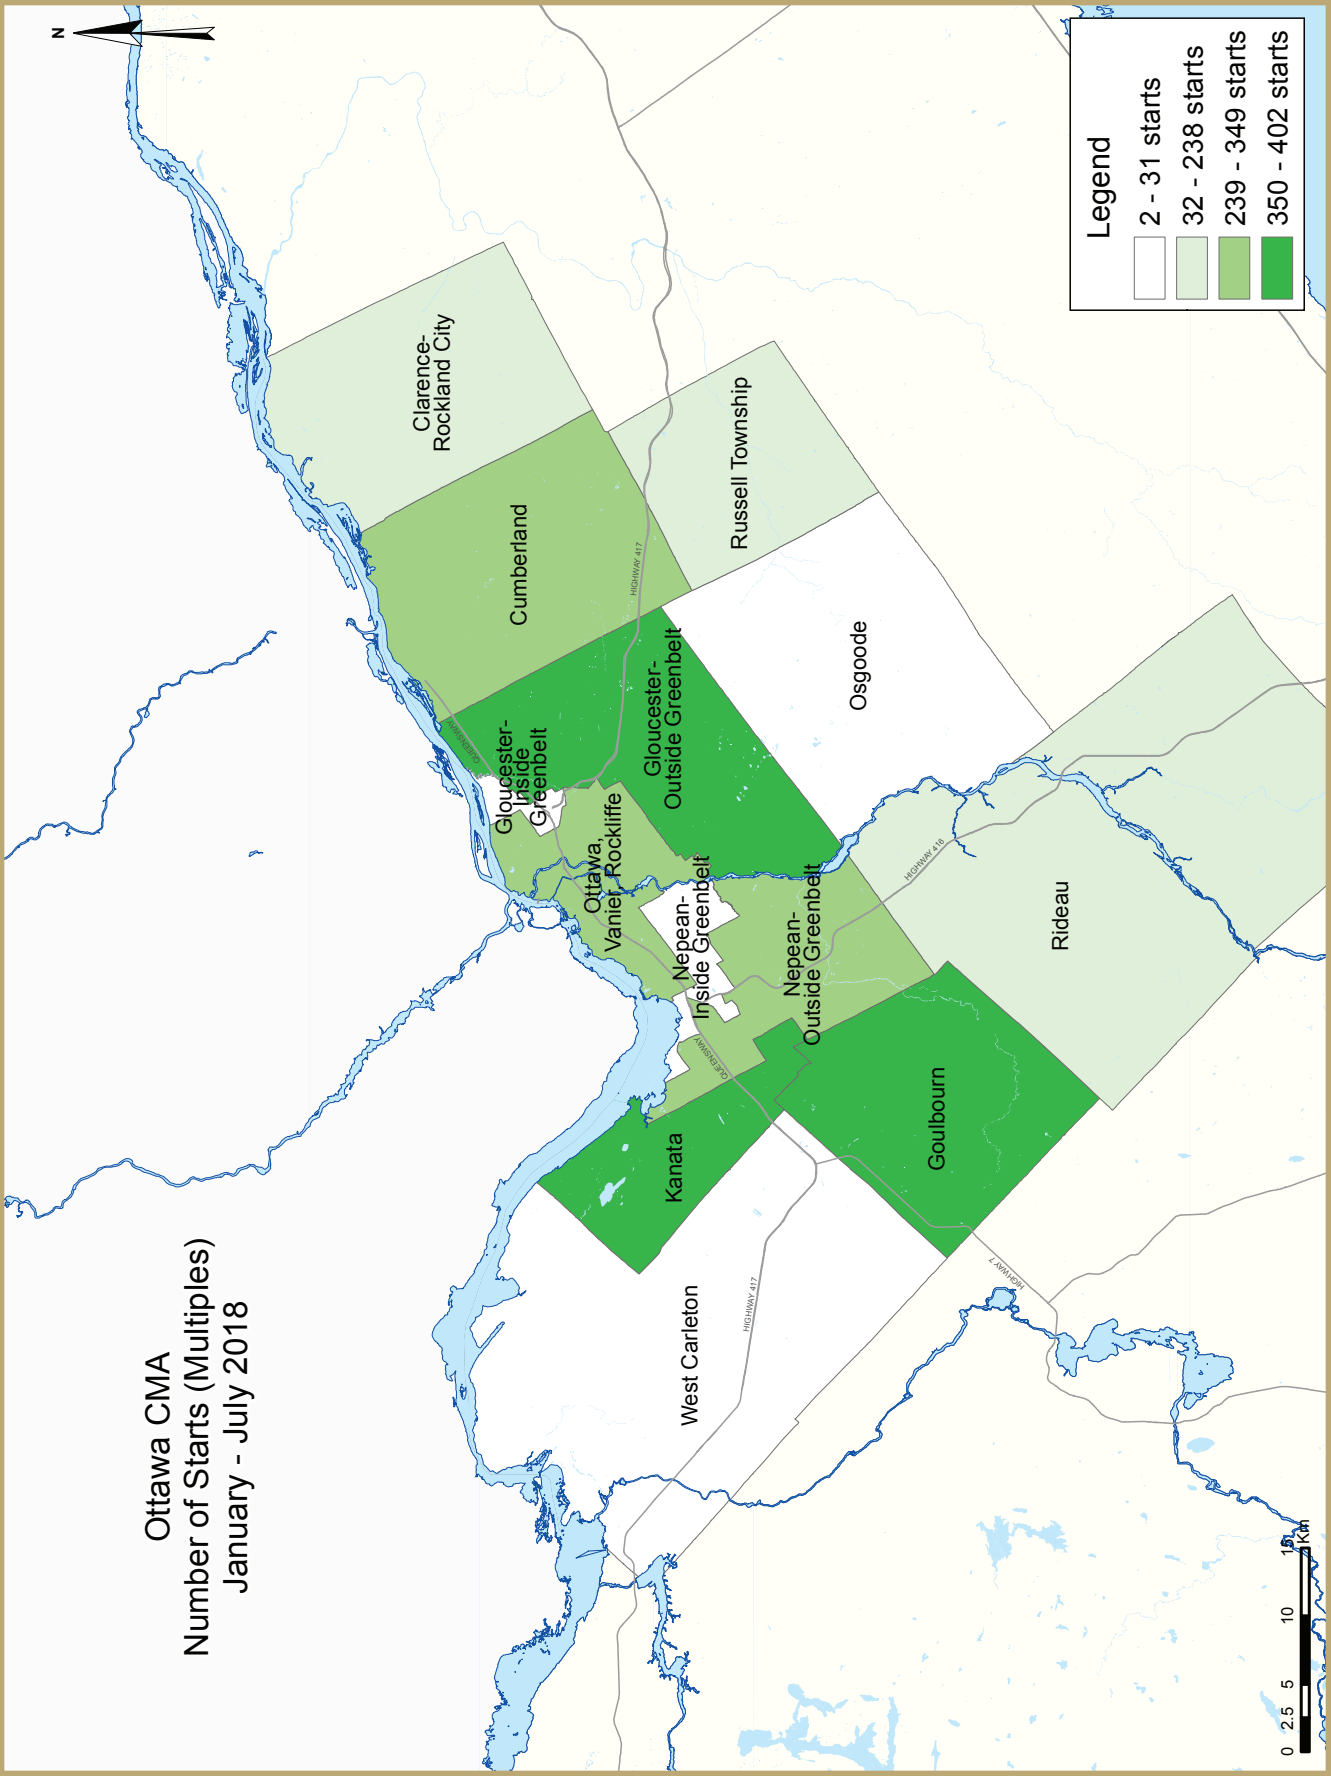 Ottawa CMA
Number of Starts (Multiples)
January - July 2018
N
Clarence-
Rockland City
Cumberland
Russell Township
HIGHWAY 417
QUEENSWAY
Gloucester-
Inside
Greenbelt
Gloucester-
Outside Greenbelt
Osgoode
Ottawa,
Vanier, Rockliffe
Nepean-
Inside Greenbelt
Nepean-
Outside Greenbelt
QUEENSWAY
HIGHWAY 416
Rideau
Kanata
Goulbourn
West Carleton
HIGHWAY 417
HIGHWAY 7
Legend
2 - 31 starts
32 - 238 starts
239 - 349 starts
350 - 402 starts
0 2.5 5 10 15
Km